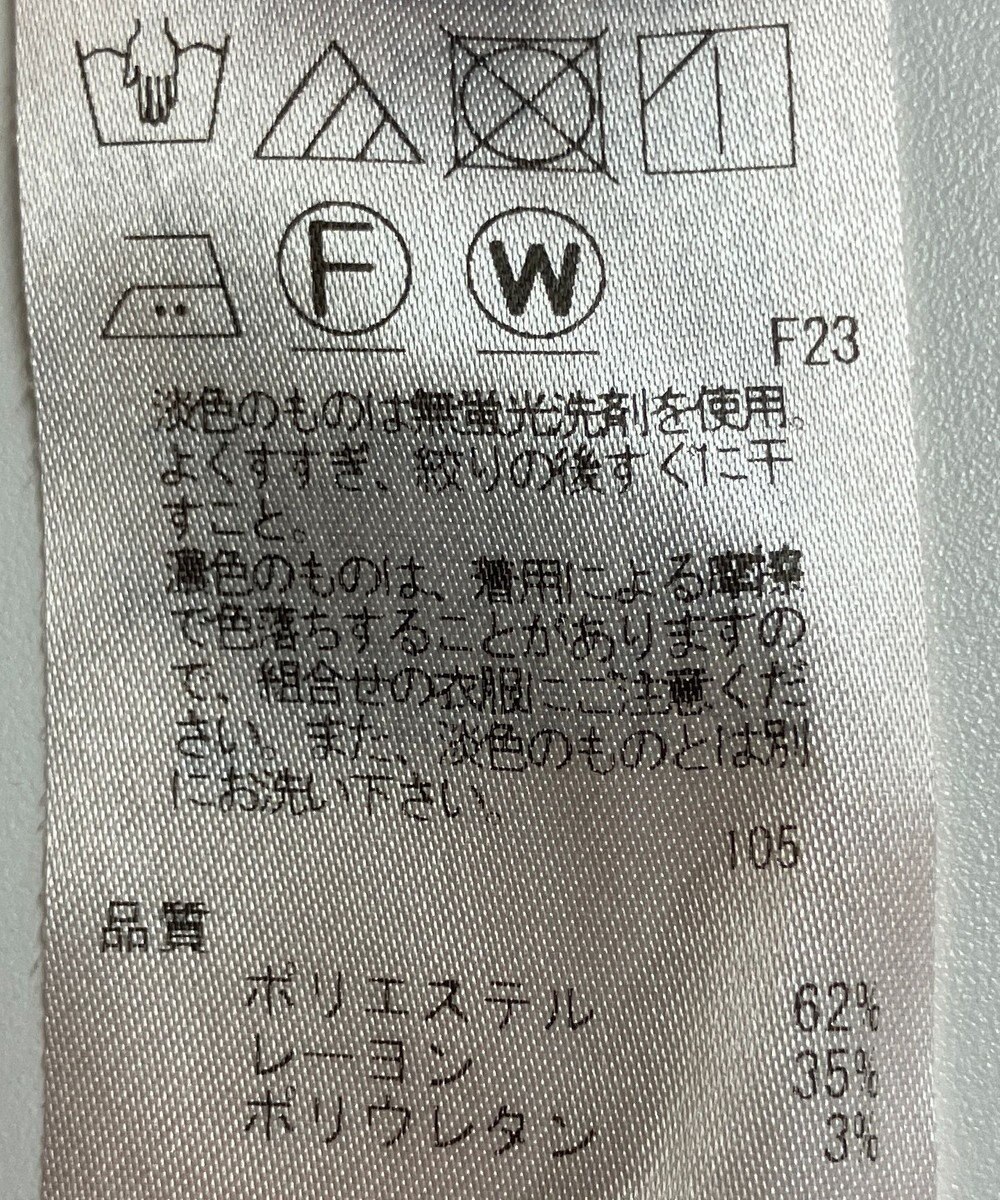 F W
F23
淡色のものは無蛍光洗剤を使用。
よくすすぎ、絞りの後すぐに干
すこと。
濃色のものは、着用による摩擦
で色落ちすることがありますの
で、組合せの衣服にご注意くだ
さい。また、淡色のものとは別
にお洗い下さい。
105
品質
ポリエステル 62%
レーヨン 35%
ポリウレタン 3%